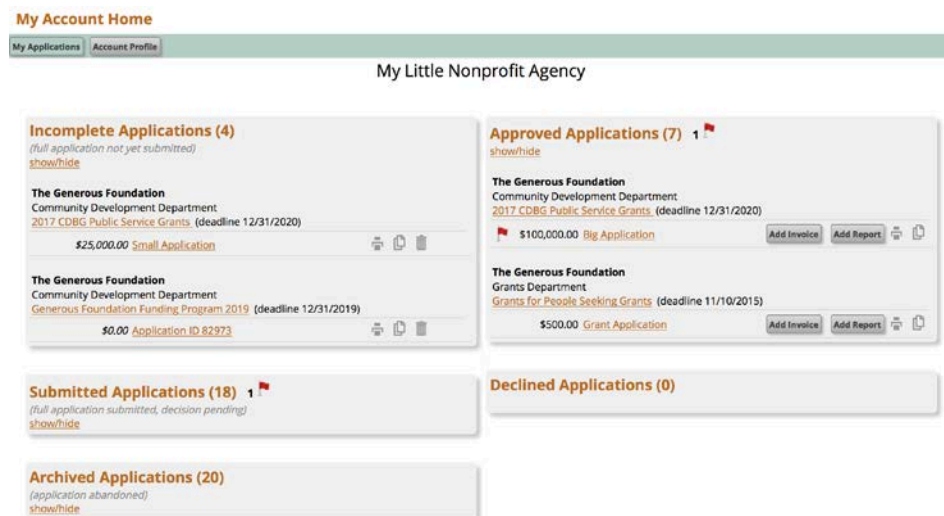 My Account Home
My Applications
Account Profile
My Little Nonprofit Agency
Incomplete Applications (4)
(full application not yet submitted)
show/hide
The Generous Foundation
Community Development Department
2017 CDBG Public Service Grants (deadline 12/31/2020)
$25,000.00 Small Application
The Generous Foundation
Community Development Department
Generous Foundation Funding Program 2019 (deadline 12/31/2019)
$0.00 Application ID 82973
Submitted Applications (18) 1
(full application submitted, decision pending)
show/hide
Archived Applications (20)
(application abandoned)
show/hide
Approved Applications (7) 1
show/hide
The Generous Foundation
Community Development Department
2017 CDBG Public Service Grants (deadline 12/31/2020)
$100,000.00 Big Application Add Invoice Add Report
The Generous Foundation
Grants Department
Grants for People Seeking Grants (deadline 11/10/2015)
$500.00 Grant Application Add Invoice Add Report
Declined Applications (0)